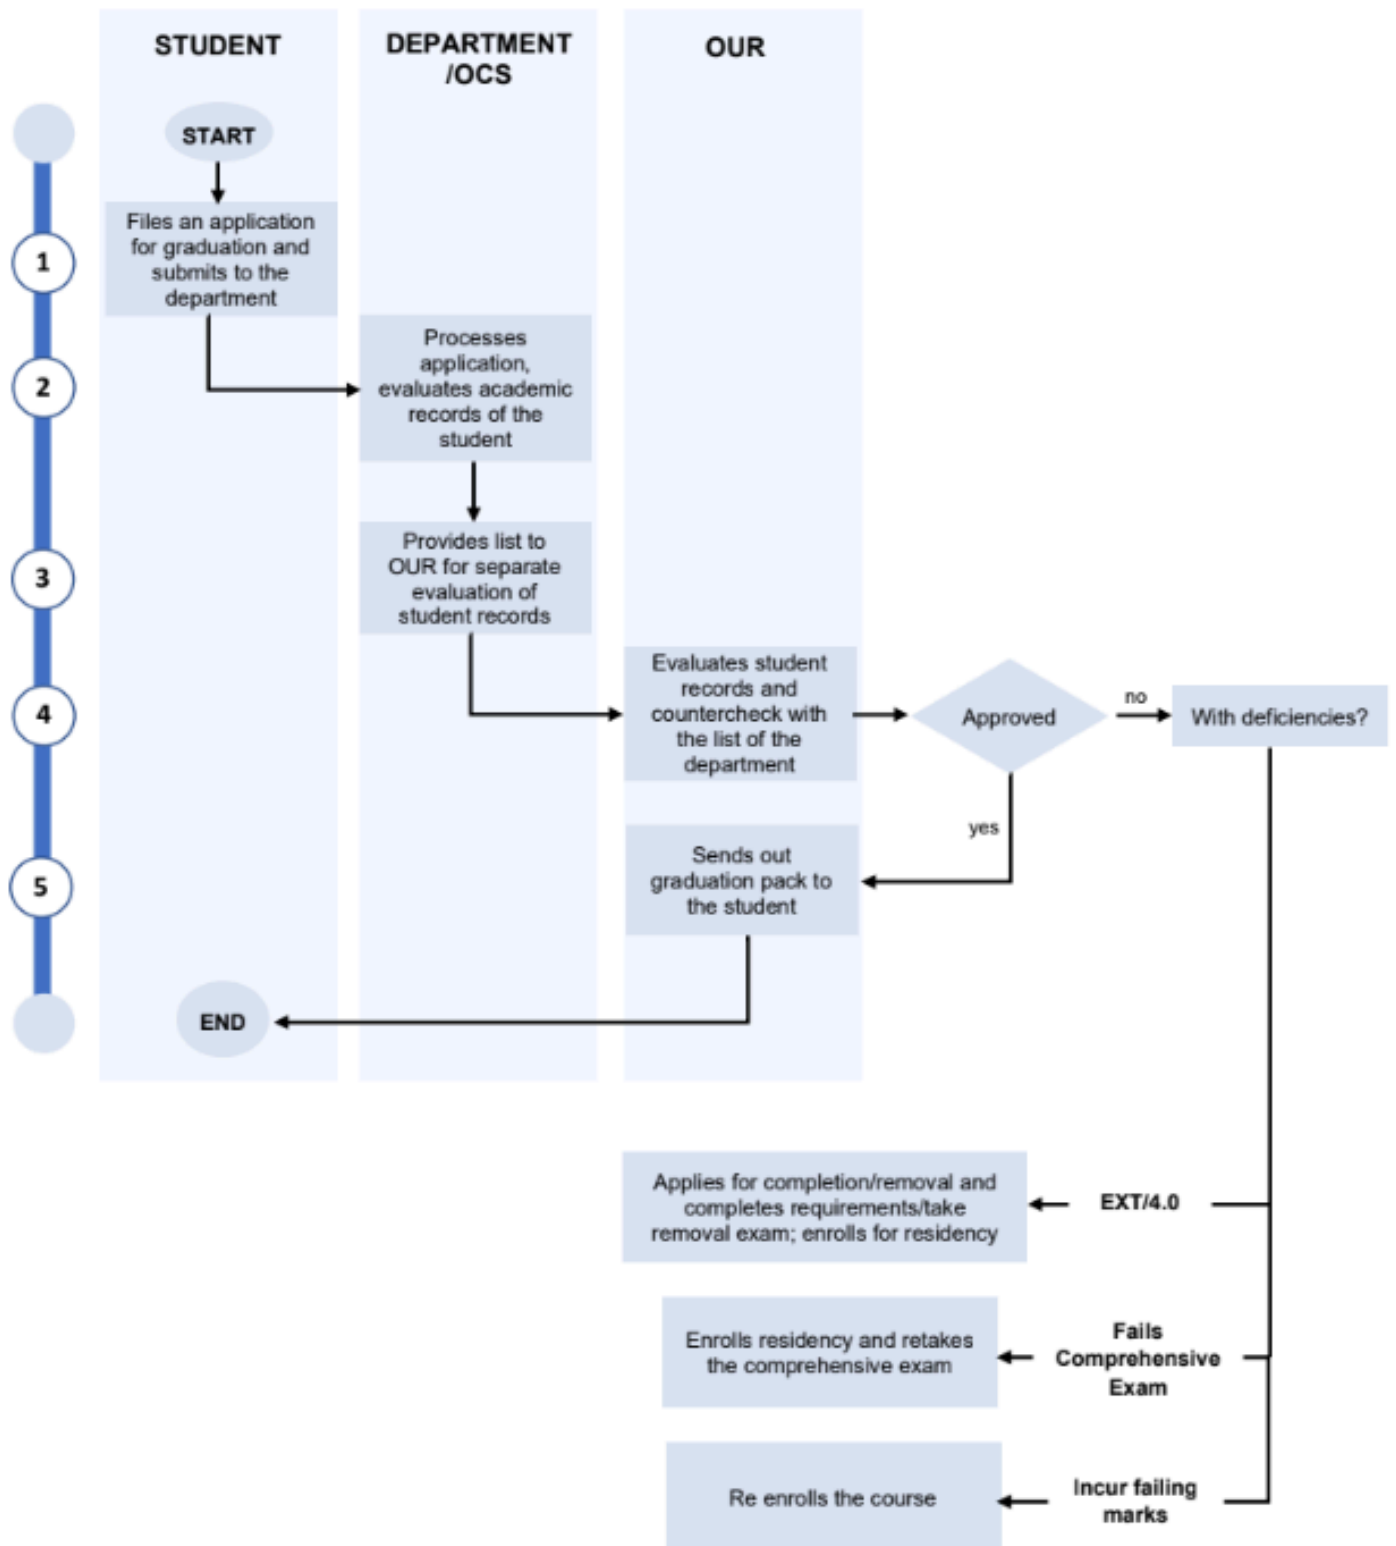 STUDENT
DEPARTMENT
/OCS
OUR
START
1
Files an application
for graduation and
submits to the
department
2
Processes
application,
evaluates academic
records of the
student
3
Provides list to
OUR for separate
evaluation of
student records
4
Evaluates student
records and
countercheck with
the list of the
department
Approved
no
With deficiencies?
yes
5
Sends out
graduation pack to
the student
END
Applies for completion/removal and
completes requirements/take
removal exam; enrolls for residency
EXT/4.0
Enrolls residency and retakes
the comprehensive exam
Fails
Comprehensive
Exam
Re enrolls the course
Incur failing
marks